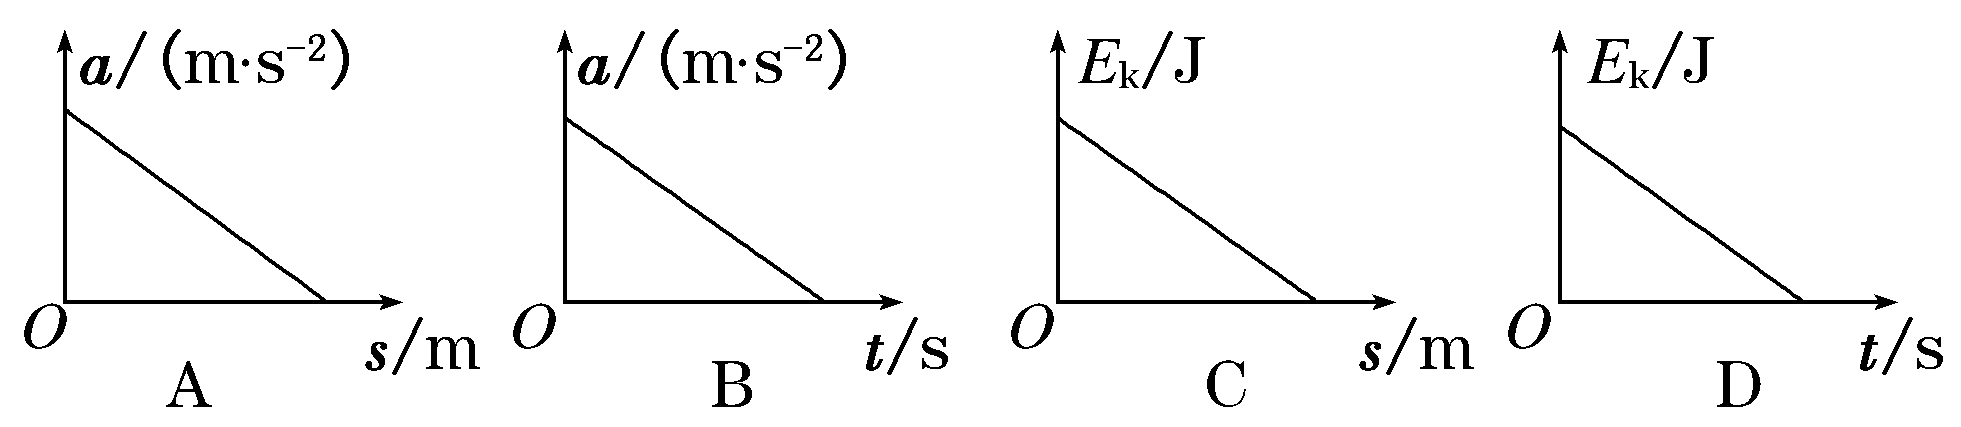 a/(m·s⁻²) a/(m·s⁻²) Eₖ/J Eₖ/J
O s/m O t/s O s/m O t/s
A B C D